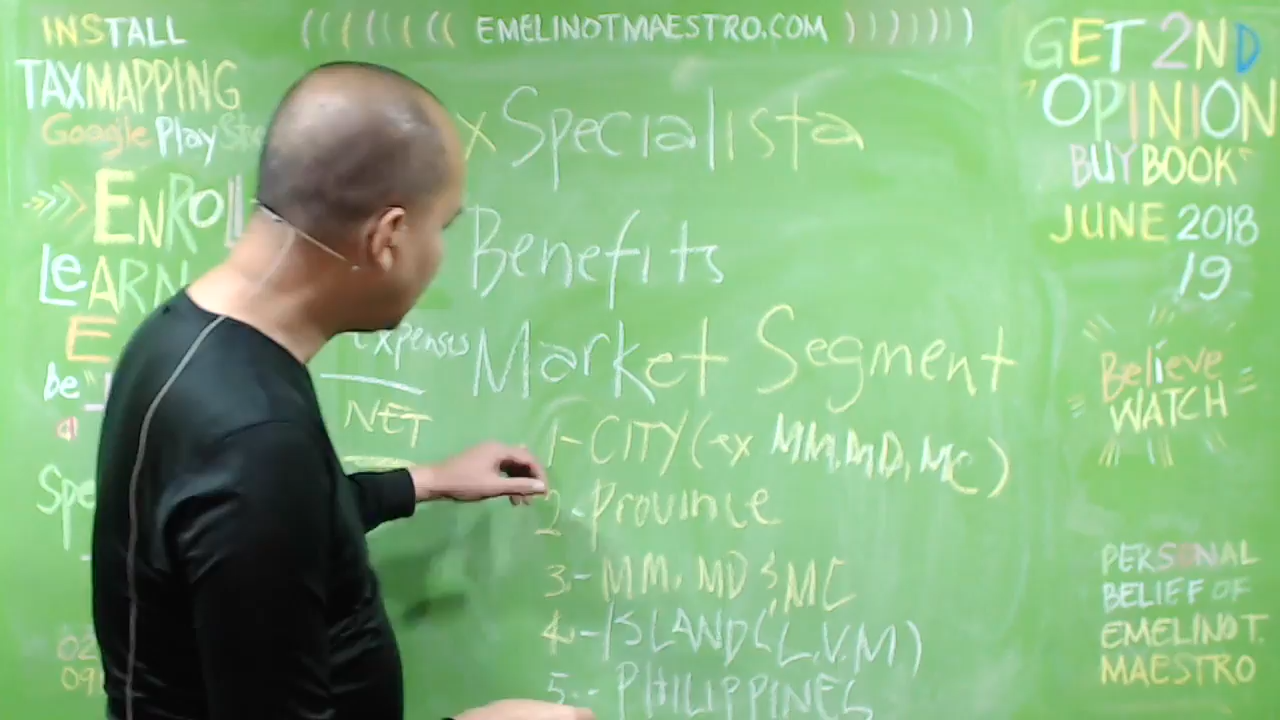 INSTALL
TAXMAPPING
Google Play Sto
ENROLL
LeARN
E
be
Spe
02
09
((((((( EMELINOTMAESTRO.COM )))))))
x Specialista
Benefits
expenses
Market Segment
NET
1-CITY (ex MM, MD, MC)
2-Province
3-MM, MD & MC
4-ISLAND (L.V.M)
5-PHILIPPINES
GET 2ND
"OPINION
BUY BOOK"
JUNE 2018
19
Believe
WATCH
PERSONAL
BELIEF OF
EMELINO T.
MAESTRO